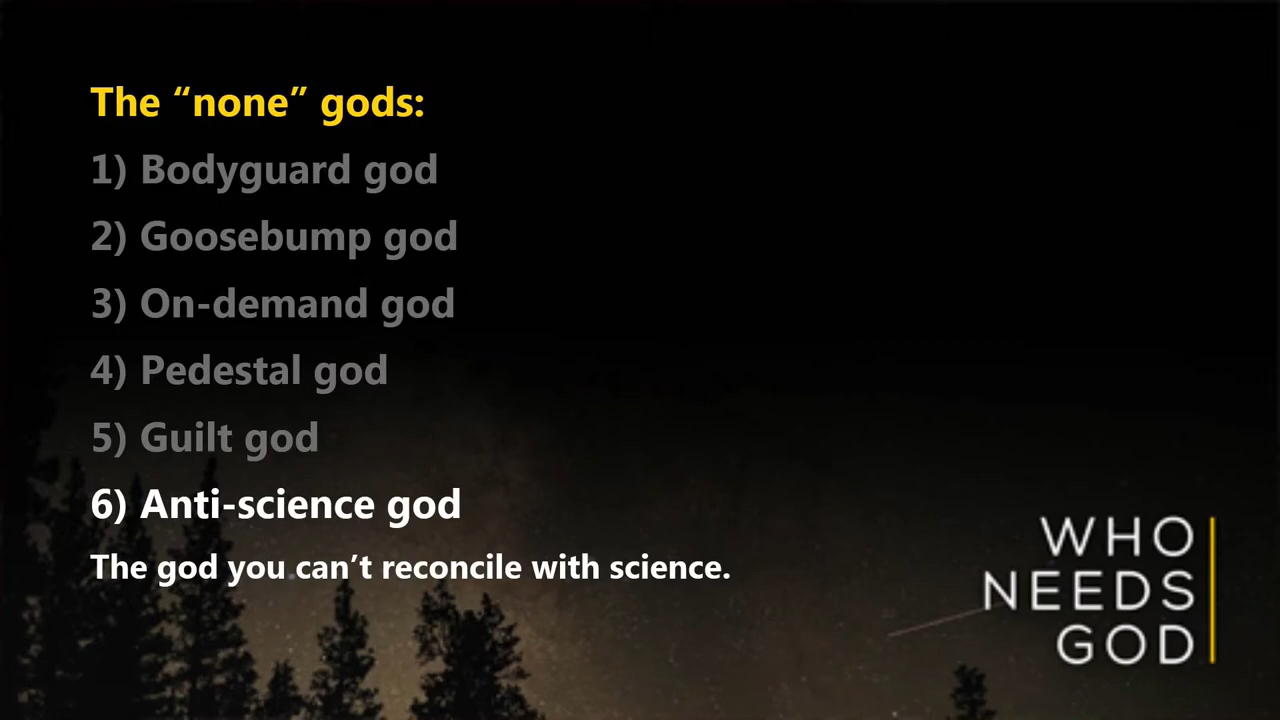 The “none” gods:
1) Bodyguard god
2) Goosebump god
3) On-demand god
4) Pedestal god
5) Guilt god
6) Anti-science god
The god you can’t reconcile with science.
WHO
NEEDS
GOD